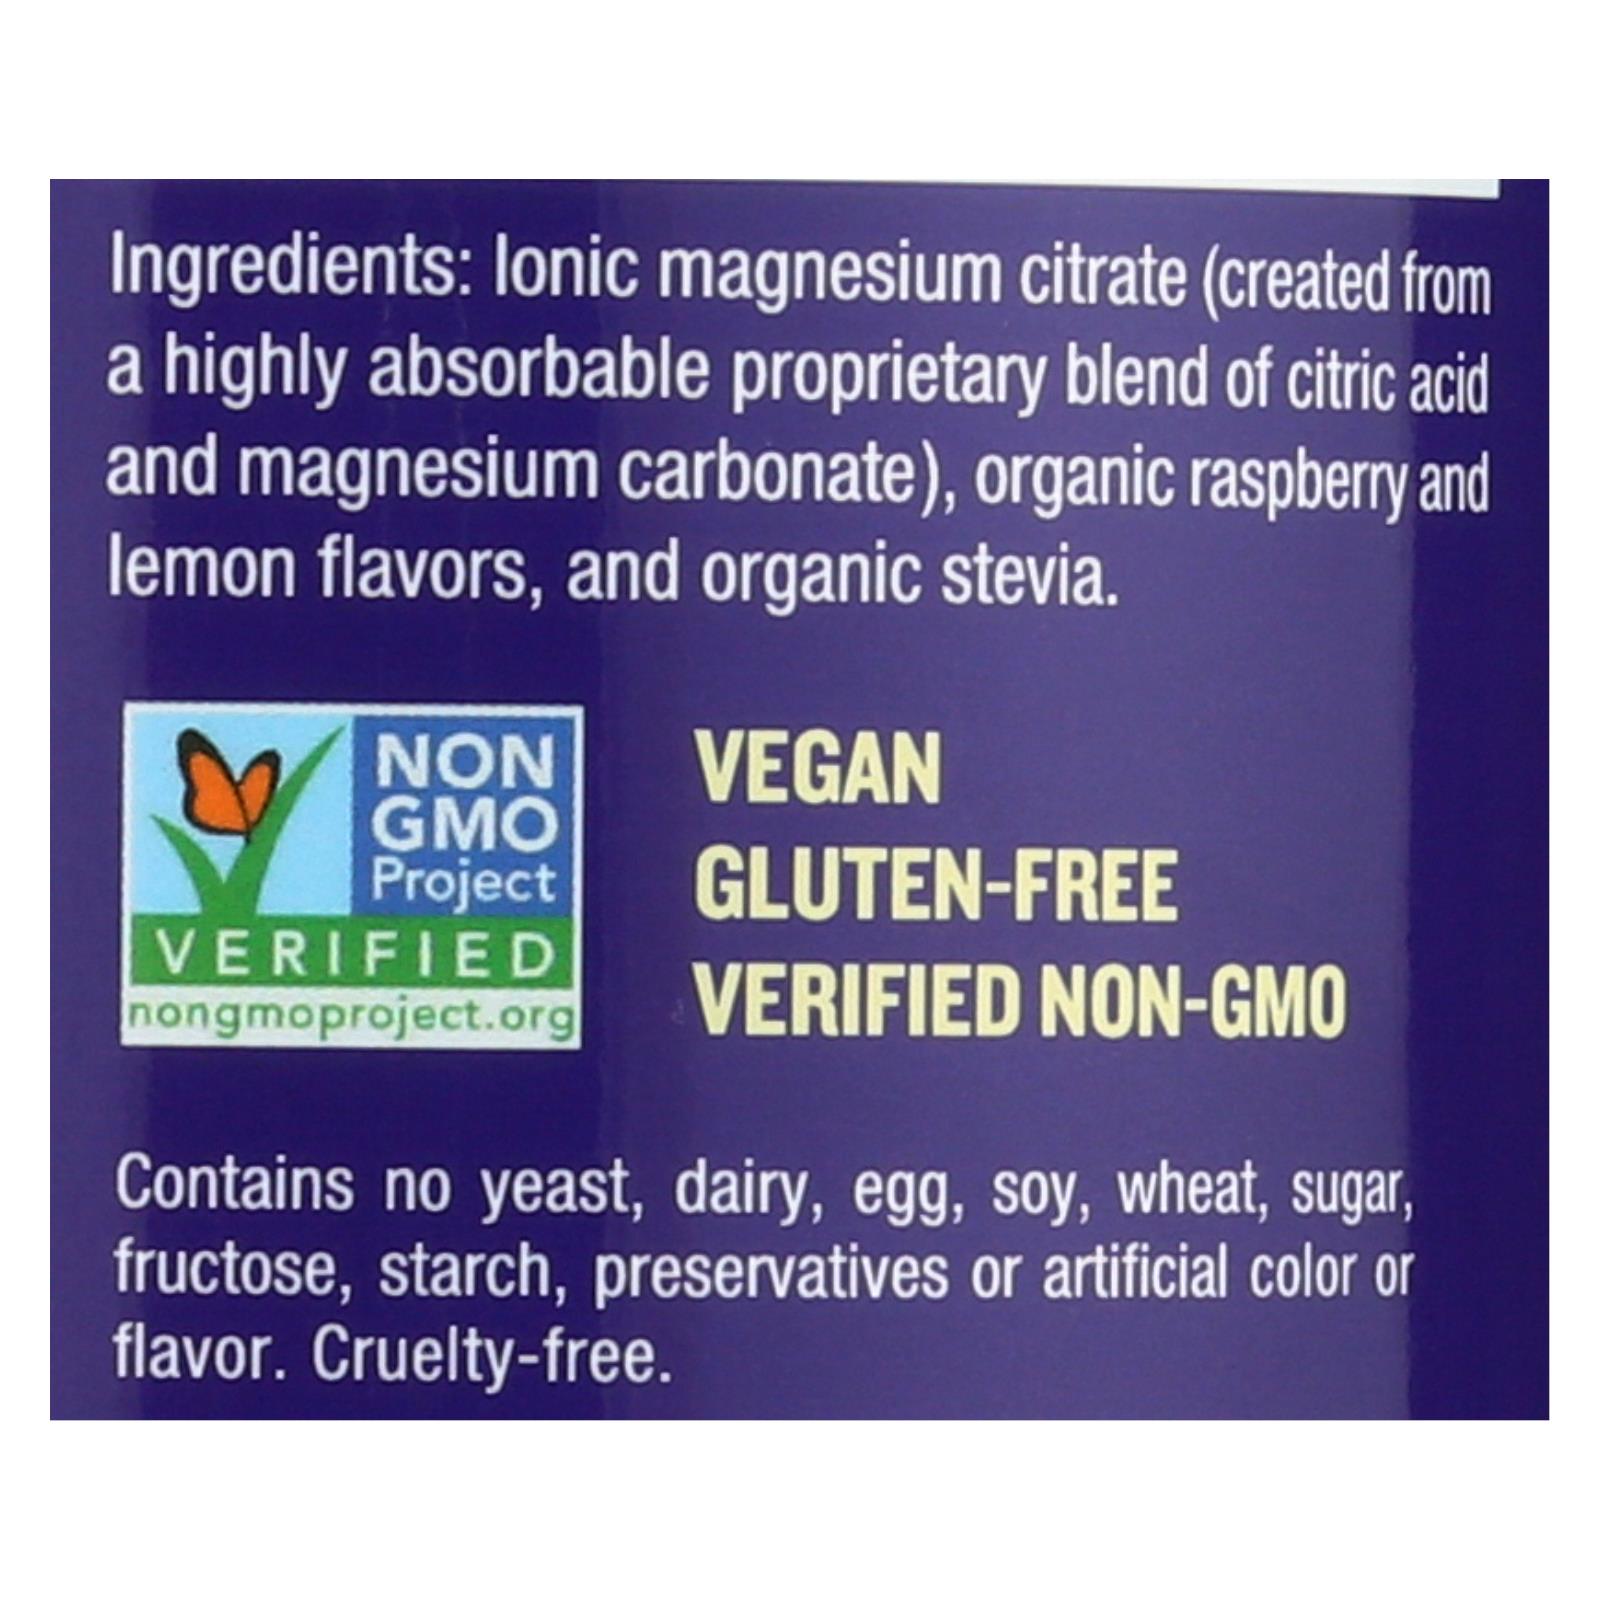 Ingredients: Ionic magnesium citrate (created from
a highly absorbable proprietary blend of citric acid
and magnesium carbonate), organic raspberry and
lemon flavors, and organic stevia.
NON
GMO
Project
VERIFIED
nongmoproject.org
VEGAN
GLUTEN-FREE
VERIFIED NON-GMO
Contains no yeast, dairy, egg, soy, wheat, sugar,
fructose, starch, preservatives or artificial color or
flavor. Cruelty-free.